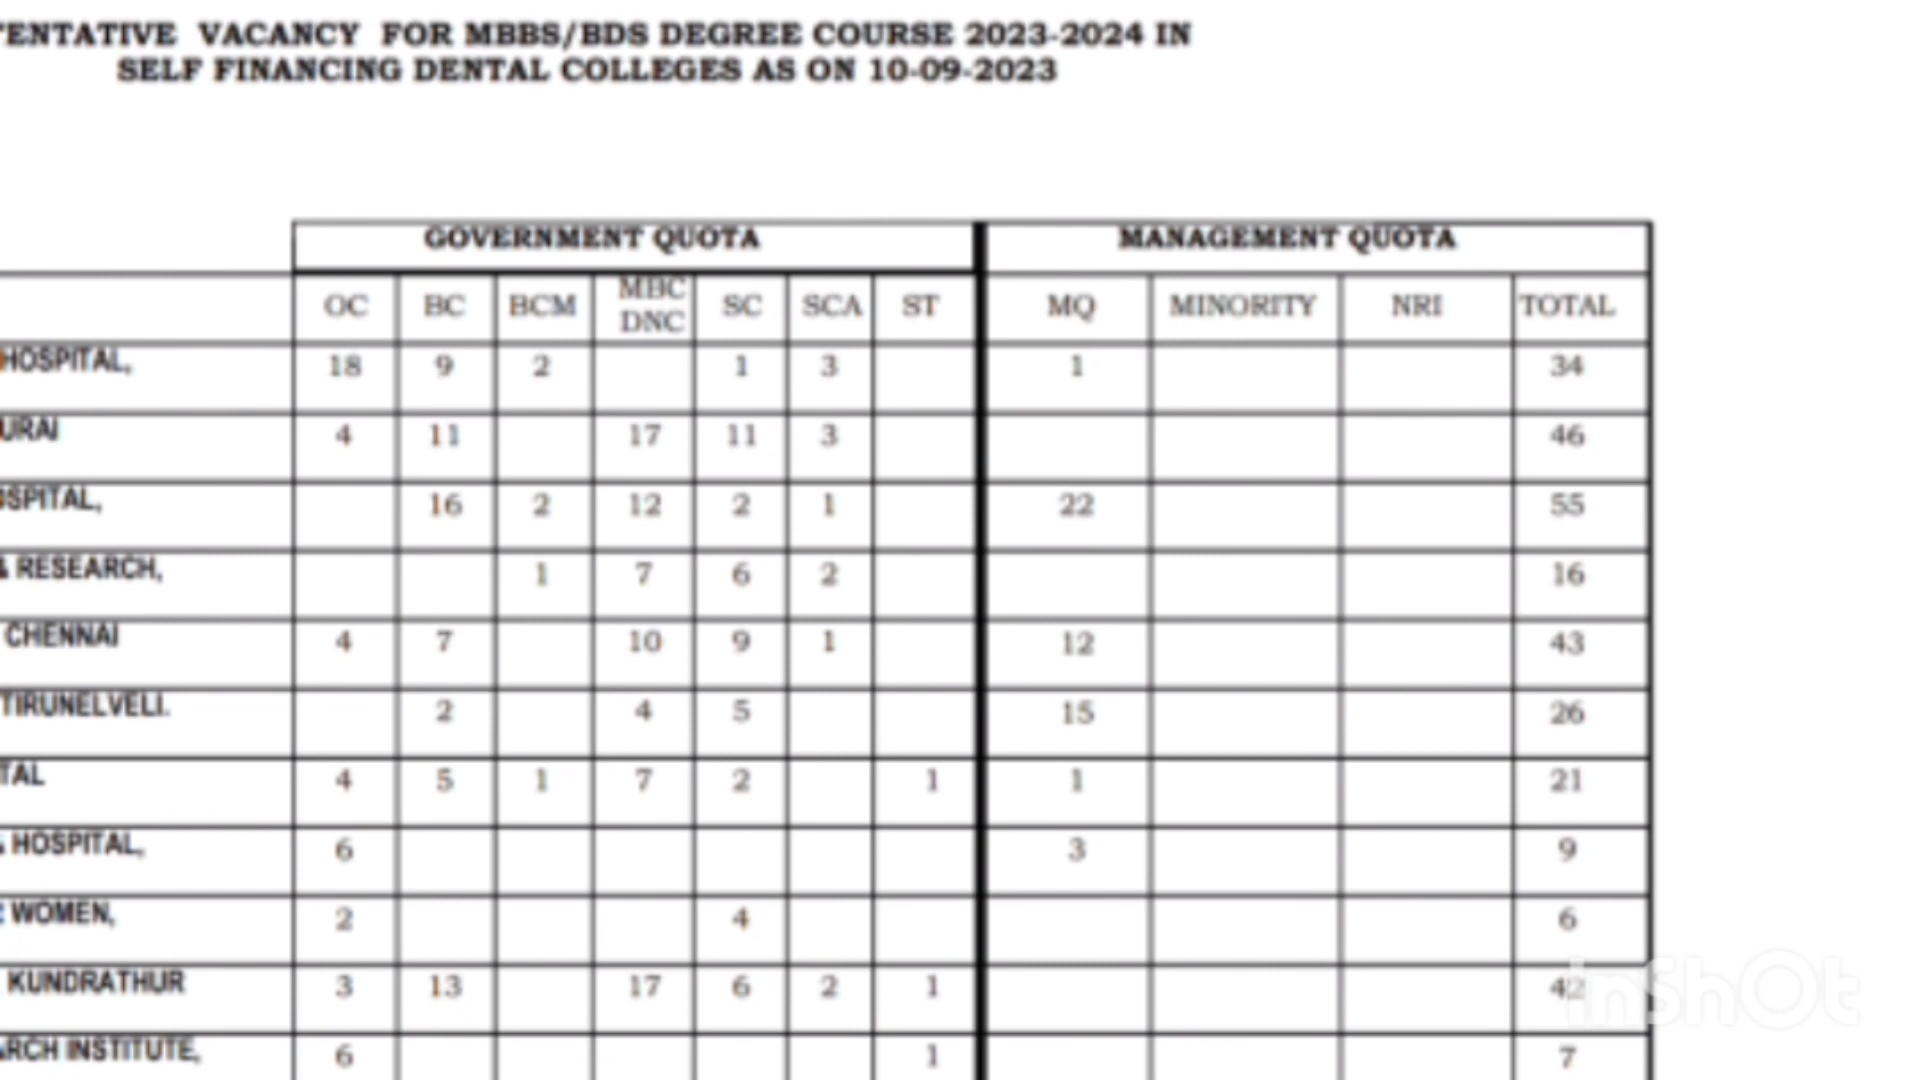 TENTATIVE VACANCY FOR MBBS/BDS DEGREE COURSE 2023-2024 IN
SELF FINANCING DENTAL COLLEGES AS ON 10-09-2023
GOVERNMENT QUOTA MANAGEMENT QUOTA
OC BC BCM MBC DNC SC SCA ST MQ MINORITY NRI TOTAL
HOSPITAL, 18 9 2 1 3 1 34
URAI 4 11 17 11 3 46
SPITAL, 16 2 12 2 1 22 55
& RESEARCH, 1 7 6 2 16
CHENNAI 4 7 10 9 1 12 43
TIRUNELVELI. 2 4 5 15 26
TAL 4 5 1 7 2 1 1 21
HOSPITAL, 6 3 9
WOMEN, 2 4 6
KUNDRATHUR 3 13 17 6 2 1 42
ARCH INSTITUTE, 6 1 7
InShOt